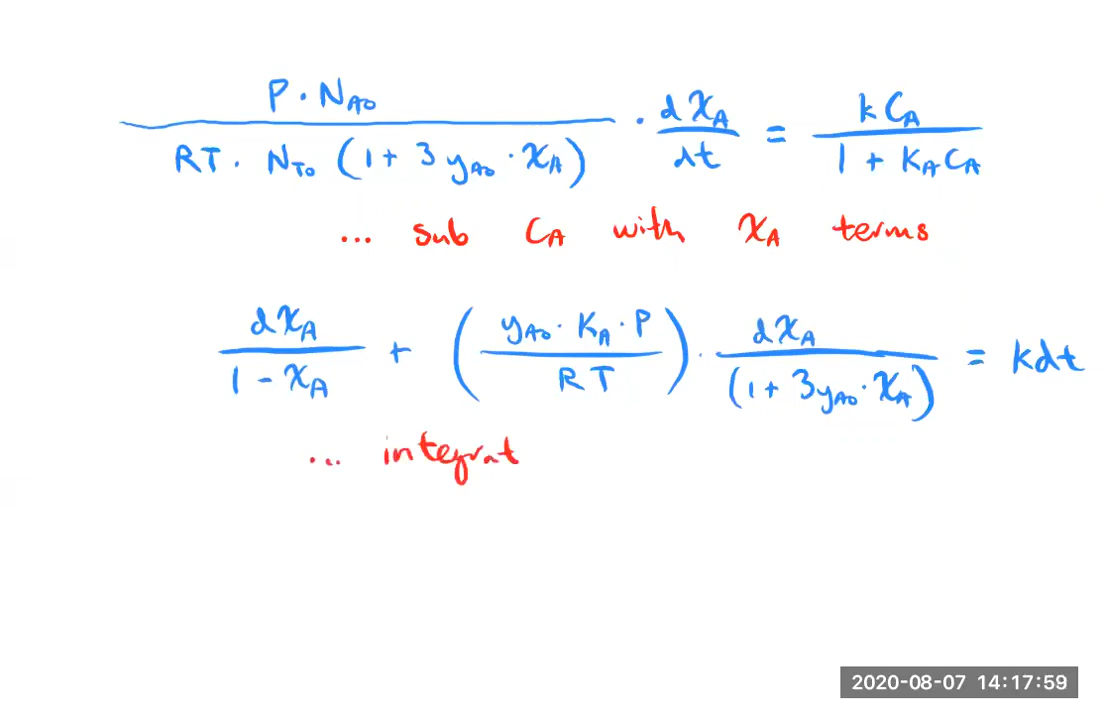 P · N_A0 / RT · N_T0 (1 + 3 y_A0 · X_A) · dX_A/dt = k C_A / 1 + K_A C_A
... sub C_A with X_A terms
dX_A / 1 - X_A + (y_A0 · K_A · P / RT) · dX_A / (1 + 3y_A0 · X_A) = kdt
... integrat
2020-08-07 14:17:59